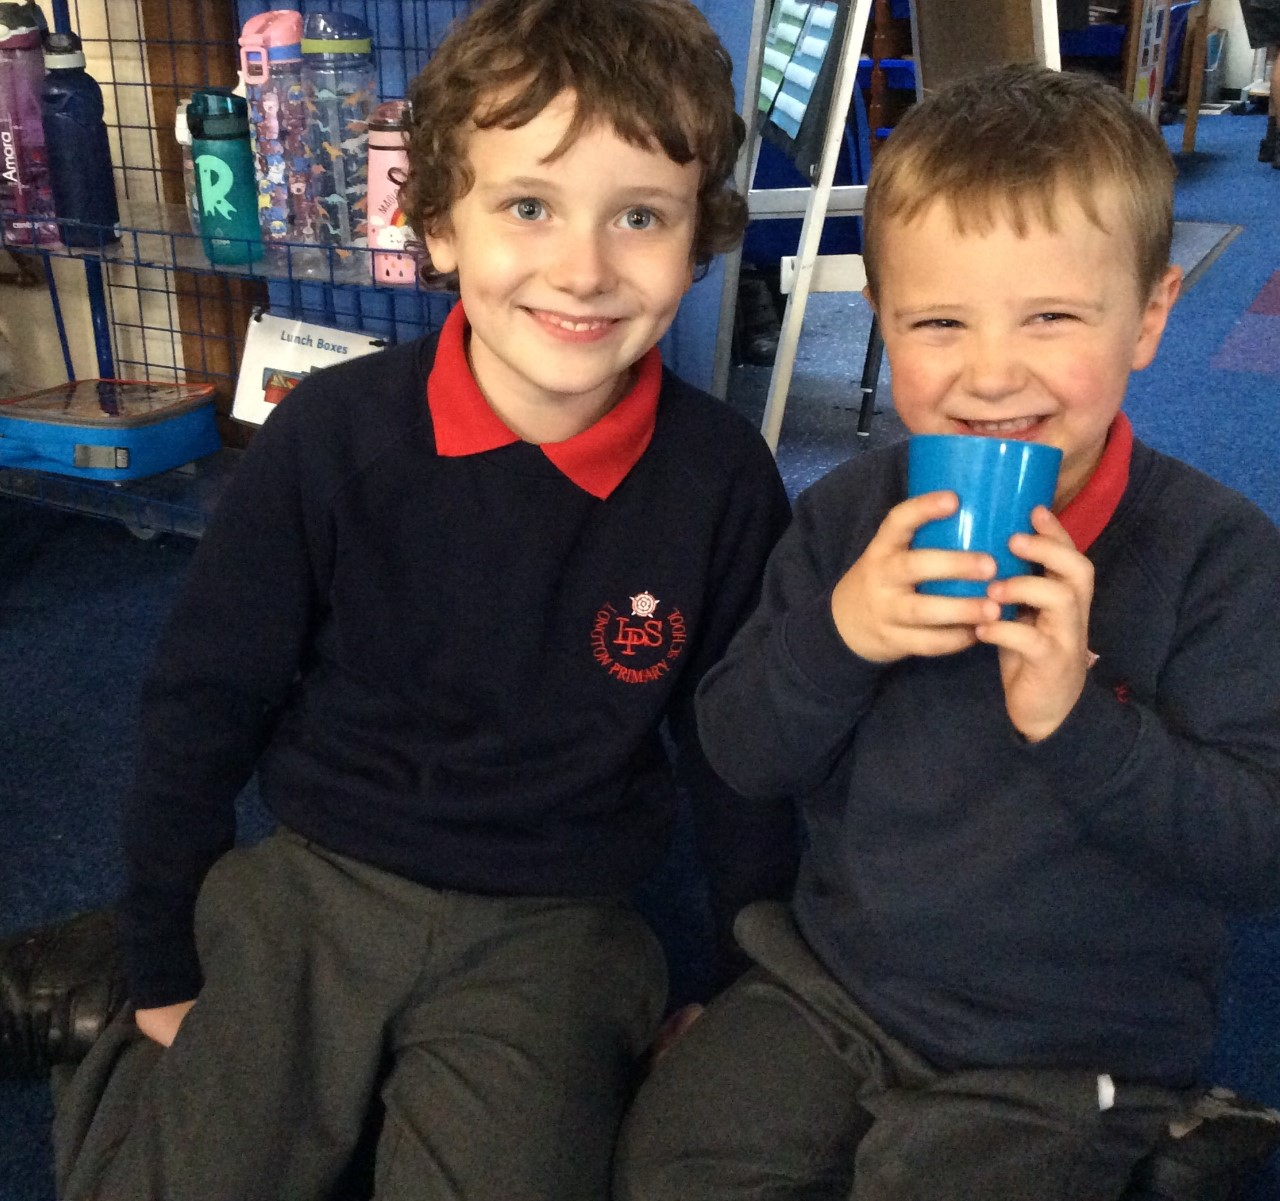 Amara
R
Lunch Boxes
LPS
LONGTON PRIMARY SCHOOL